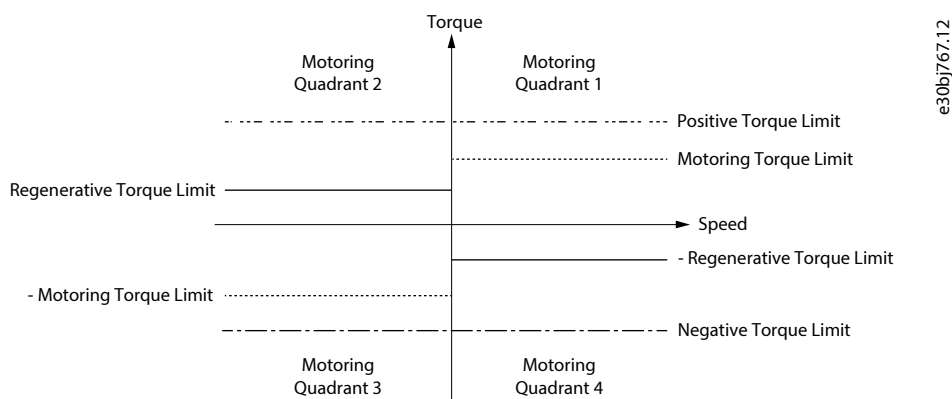 Torque
Motoring
Quadrant 2
Motoring
Quadrant 1
e30bj767.12
Positive Torque Limit
Motoring Torque Limit
Regenerative Torque Limit
Speed
- Regenerative Torque Limit
- Motoring Torque Limit
Negative Torque Limit
Motoring
Quadrant 3
Motoring
Quadrant 4